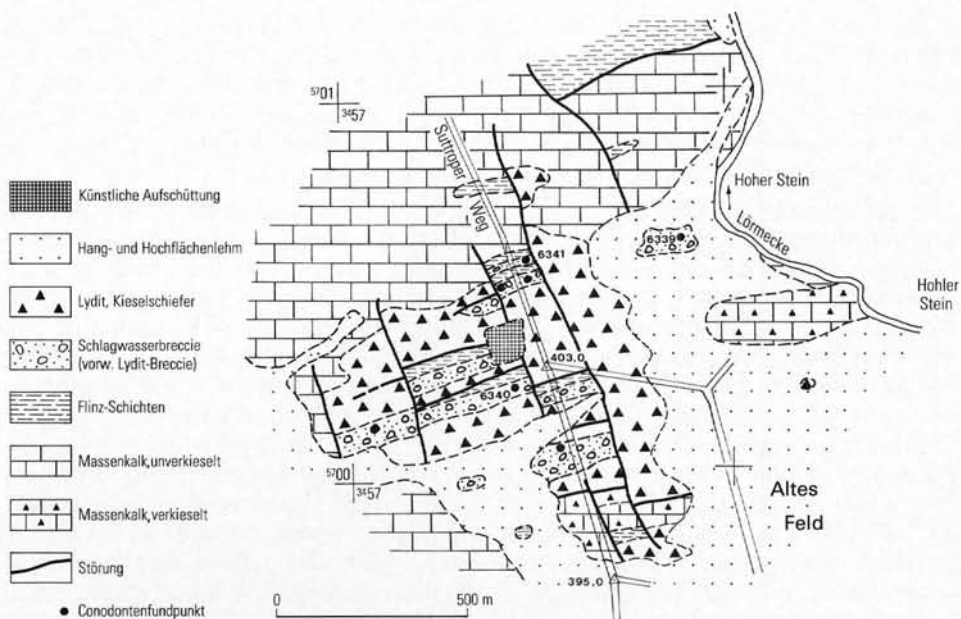 Künstliche Aufschüttung
Hang- und Hochflächenlehm
Lydit, Kieselschiefer
Schlagwasserbreccie
(vorw. Lydit-Breccie)
Flinz-Schichten
Massenkalk,unverkieselt
Massenkalk,verkieselt
Störung
Conodontenfundpunkt
5701
3457
Suttroper Weg
Hoher Stein
Lörmecke
Hohler
Stein
6339
6341
403,0
6340
5700
3457
Altes
Feld
395,0
0 500 m